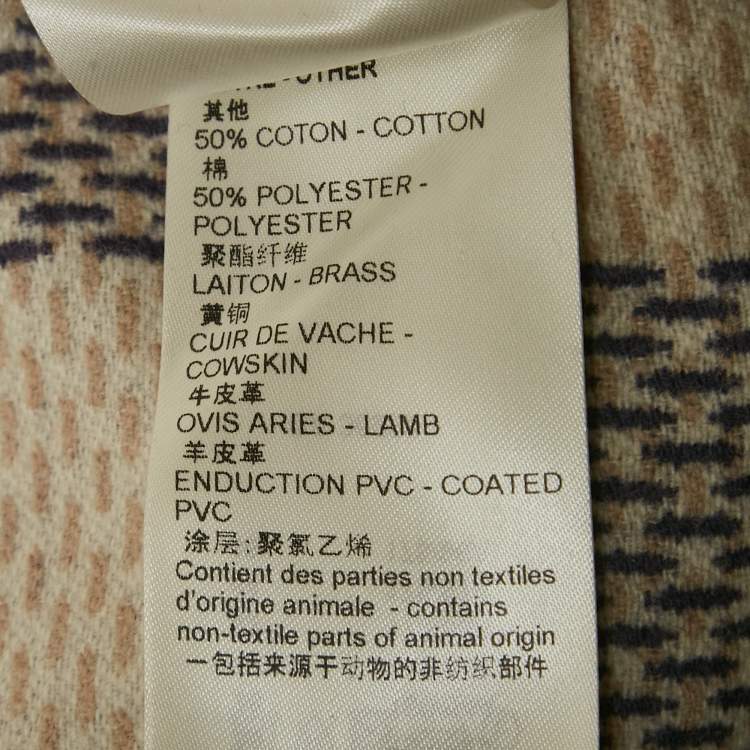 OTHER
其他
50% COTON - COTTON
棉
50% POLYESTER -
POLYESTER
聚酯纤维
LAITON - BRASS
黄铜
CUIR DE VACHE -
COWSKIN
牛皮革
OVIS ARIES - LAMB
羊皮革
ENDUCTION PVC - COATED
PVC
涂层:聚氯乙烯
Contient des parties non textiles
d'origine animale - contains
non-textile parts of animal origin
一包括来源于动物的非纺织部件